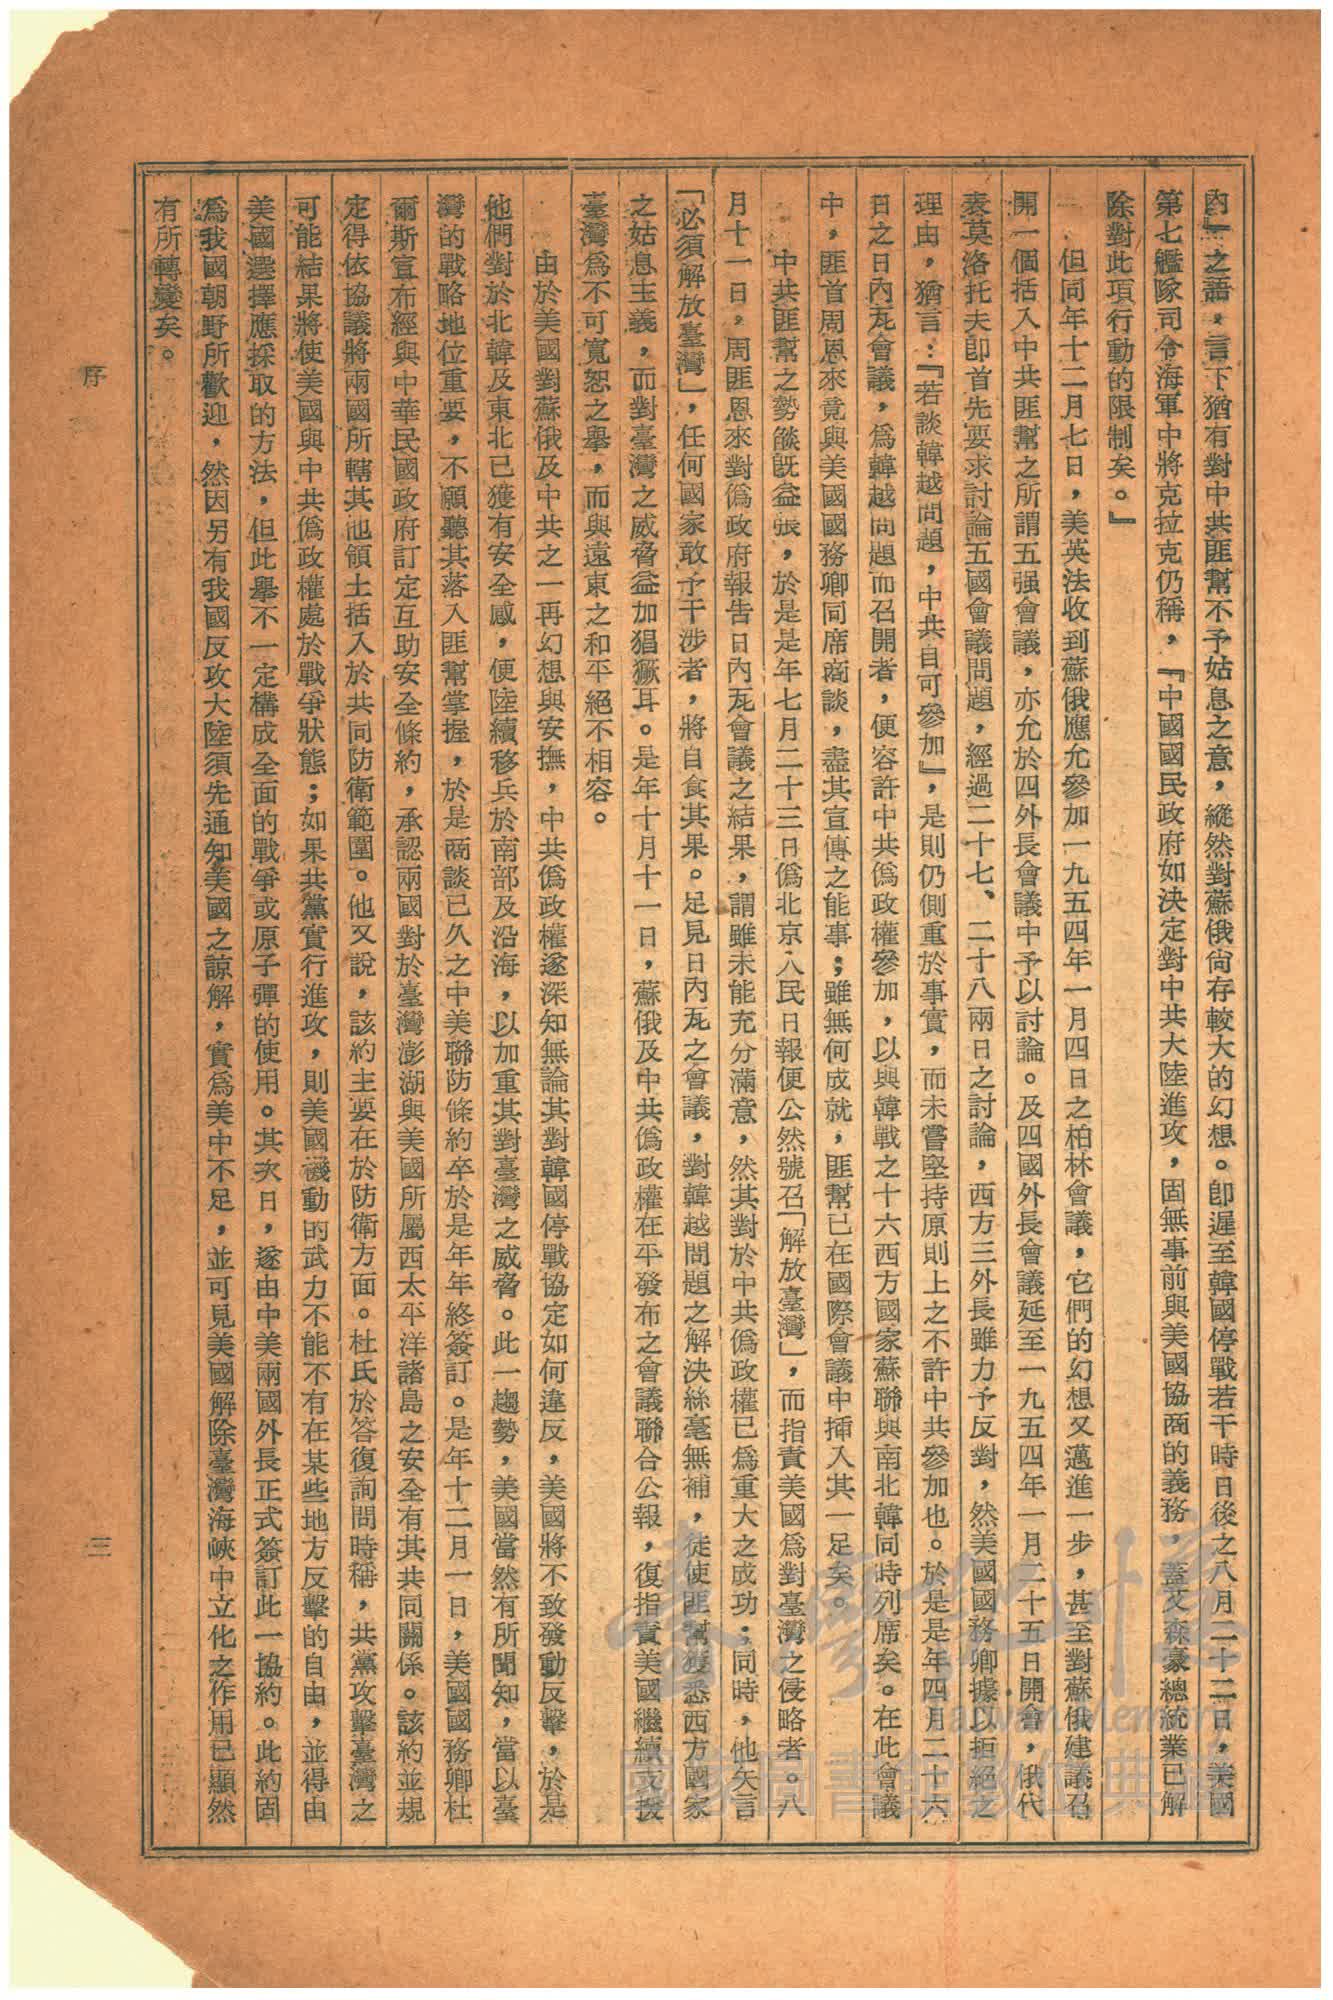 內』之語，言下猶有對中共匪幫不予姑息之意，縱然對蘇俄尙存較大的幻想。卽遲至韓國停戰若干時日後之八月二十二日，美國
第七艦隊司令海軍中將克拉克仍稱，『中國國民政府如決定對中共大陸進攻，固無事前與美國協商的義務，蓋艾森豪總統業已解
除對此項行動的限制矣。』
但同年十二月七日，美英法收到蘇俄應允參加一九五四年一月四日之柏林會議，它們的幻想又邁進一步，甚至對蘇俄建議召
開一個括入中共匪幫之所謂五强會議，亦允於四外長會議中予以討論。及四國外長會議延至一九五四年一月二十五日開會，俄代
表莫洛托夫卽首先要求討論五國會議問題，經過二十七、二十八兩日之討論，西方三外長雖力予反對，然美國國務卿據以拒絕之
理由，猶言：『若談韓越問題，中共自可參加』，是則仍側重於事實，而未嘗堅持原則上之不許中共參加也。於是是年四月二十六
日之日內瓦會議，爲韓越問題而召開者，便容許中共僞政權參加，以與韓戰之十六西方國家蘇聯與南北韓同時列席矣。在此會議
中，匪首周恩來竟與美國國務卿同席商談，盡其宣傳之能事；雖無何成就，匪幫已在國際會議中揷入其一足矣。
中共匪幫之勢燄旣益張，於是是年七月二十三日僞北京人民日報便公然號召「解放臺灣」，而指責美國爲對臺灣之侵略者。八
月十一日，周匪恩來對僞政府報告日內瓦會議之結果，謂雖未能充分滿意，然其對於中共僞政權已爲重大之成功；同時，他矢言
「必須解放臺灣」，任何國家敢予干涉者，將自食其果。足見日內瓦之會議，對韓越問題之解決絲毫無補，徒使匪幫獲悉西方國家
之姑息主義，而對臺灣之威脅益加猖獗耳。是年十月十一日，蘇俄及中共僞政權在平發布之會議聯合公報，復指責美國繼續支援
臺灣爲不可寬恕之舉，而與遠東之和平絕不相容。
由於美國對蘇俄及中共之一再幻想與安撫，中共僞政權遂深知無論其對韓國停戰協定如何違反，美國將不致發動反擊，於是
他們對於北韓及東北已獲有安全感，便陸續移兵於南部及沿海，以加重其對臺灣之威脅。此一趨勢，美國當然有所聞知，當以臺
灣的戰略地位重要，不願聽其落入匪幫掌握，於是商談已久之中美聯防條約卒於是年年終簽訂。是年十二月一日，美國國務卿杜
爾斯宣布經與中華民國政府訂定互助安全條約，承認兩國對於臺灣澎湖與美國所屬西太平洋諸島之安全有其共同關係。該約並規
定得依協議將兩國所轄其他領土括入於共同防衛範圍。他又說，該約主要在於防衛方面。杜氏於答復詢問時稱，共黨攻擊臺灣之
可能結果將使美國與中共僞政權處於戰爭狀態；如果共黨實行進攻，則美國機動的武力不能不有在某些地方反擊的自由，並得由
美國選擇應採取的方法，但此舉不一定構成全面的戰爭或原子彈的使用。其次日，遂由中美兩國外長正式簽訂此一協約。此約固
爲我國朝野所歡迎，然因另有我國反攻大陸須先通知美國之諒解，實爲美中不足，並可見美國解除臺灣海峽中立化之作用已顯然
有所轉變矣。
序
三
臺灣記憶
Taiwan Memory
國家圖書館數位典藏